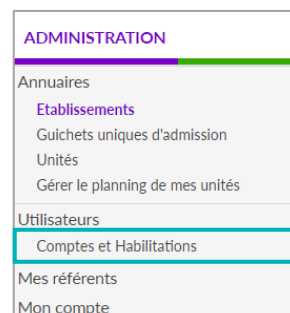 ADMINISTRATION
Annuaires
Etablissements
Guichets uniques d'admission
Unités
Gérer le planning de mes unités
Utilisateurs
Comptes et Habilitations
Mes référents
Mon compte